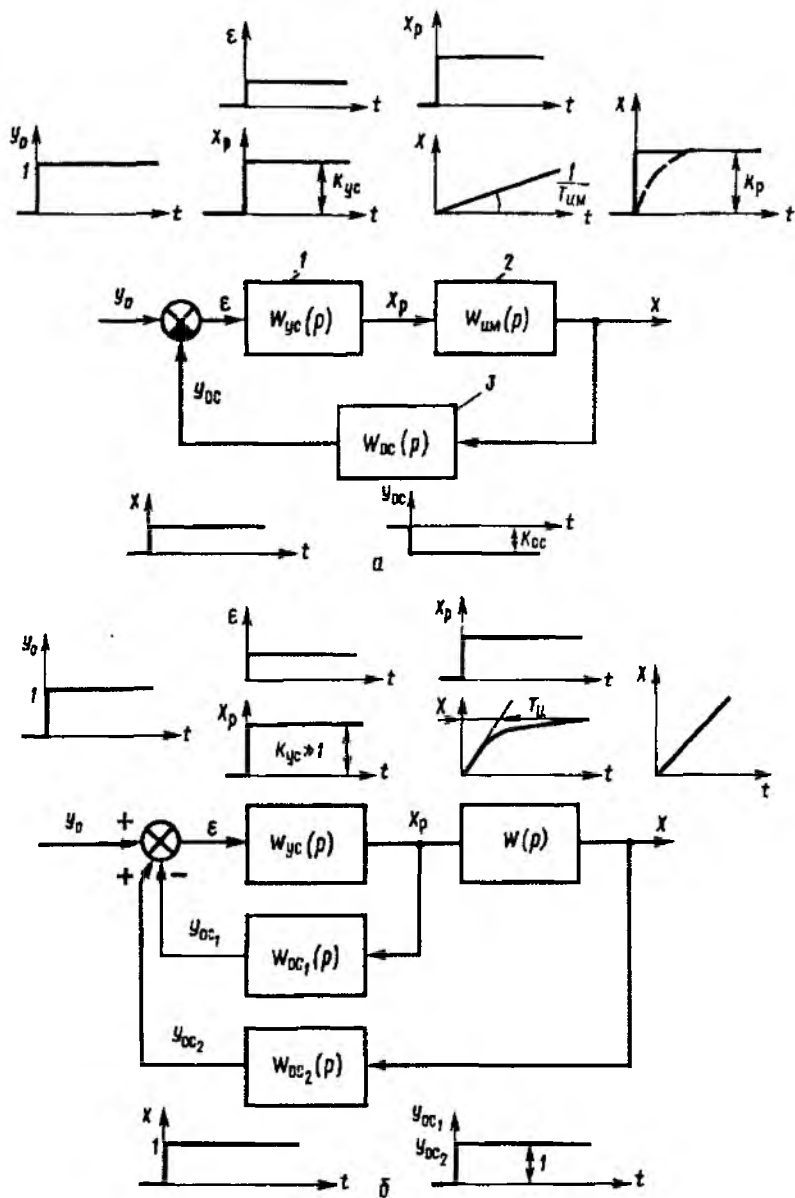 ε
t
x_p
t
y_0
1
t
x_p
K_ус
t
x
1/T_им
t
x
K_p
t
1
2
y_0
ε
W_ус(p)
x_p
W_им(p)
x
y_ос
3
W_ос(p)
x
t
y_ос
t
K_ос
а
y_0
1
t
ε
t
x_p
t
x_p
K_ус≫1
t
x
T_и
t
x
t
y_0
+
+
−
ε
W_ус(p)
x_p
W(p)
x
y_ос1
W_ос1(p)
y_ос2
W_ос2(p)
x
1
t
y_ос1
y_ос2
1
t
б